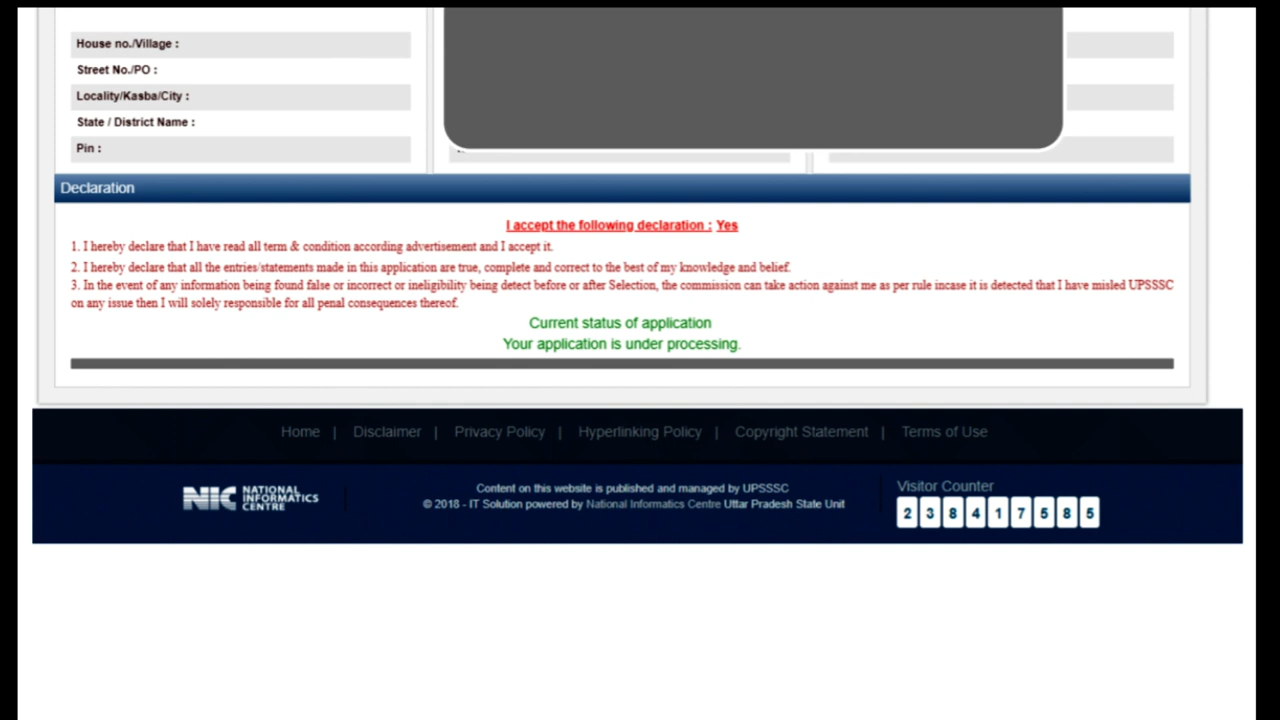 House no./Village :
Street No./PO :
Locality/Kasba/City :
State / District Name :
Pin :
Declaration
I accept the following declaration : Yes
1. I hereby declare that I have read all term & condition according advertisement and I accept it.
2. I hereby declare that all the entries/statements made in this application are true, complete and correct to the best of my knowledge and belief.
3. In the event of any information being found false or incorrect or ineligibility being detect before or after Selection, the commission can take action against me as per rule incase it is detected that I have misled UPSSSC
on any issue then I will solely responsible for all penal consequences thereof.
Current status of application
Your application is under processing.
Home | Disclaimer | Privacy Policy | Hyperlinking Policy | Copyright Statement | Terms of Use
NIC NATIONAL
INFORMATICS
CENTRE
Content on this website is published and managed by UPSSSC
© 2018 - IT Solution powered by National Informatics Centre Uttar Pradesh State Unit
Visitor Counter
2 3 8 4 1 7 5 8 5